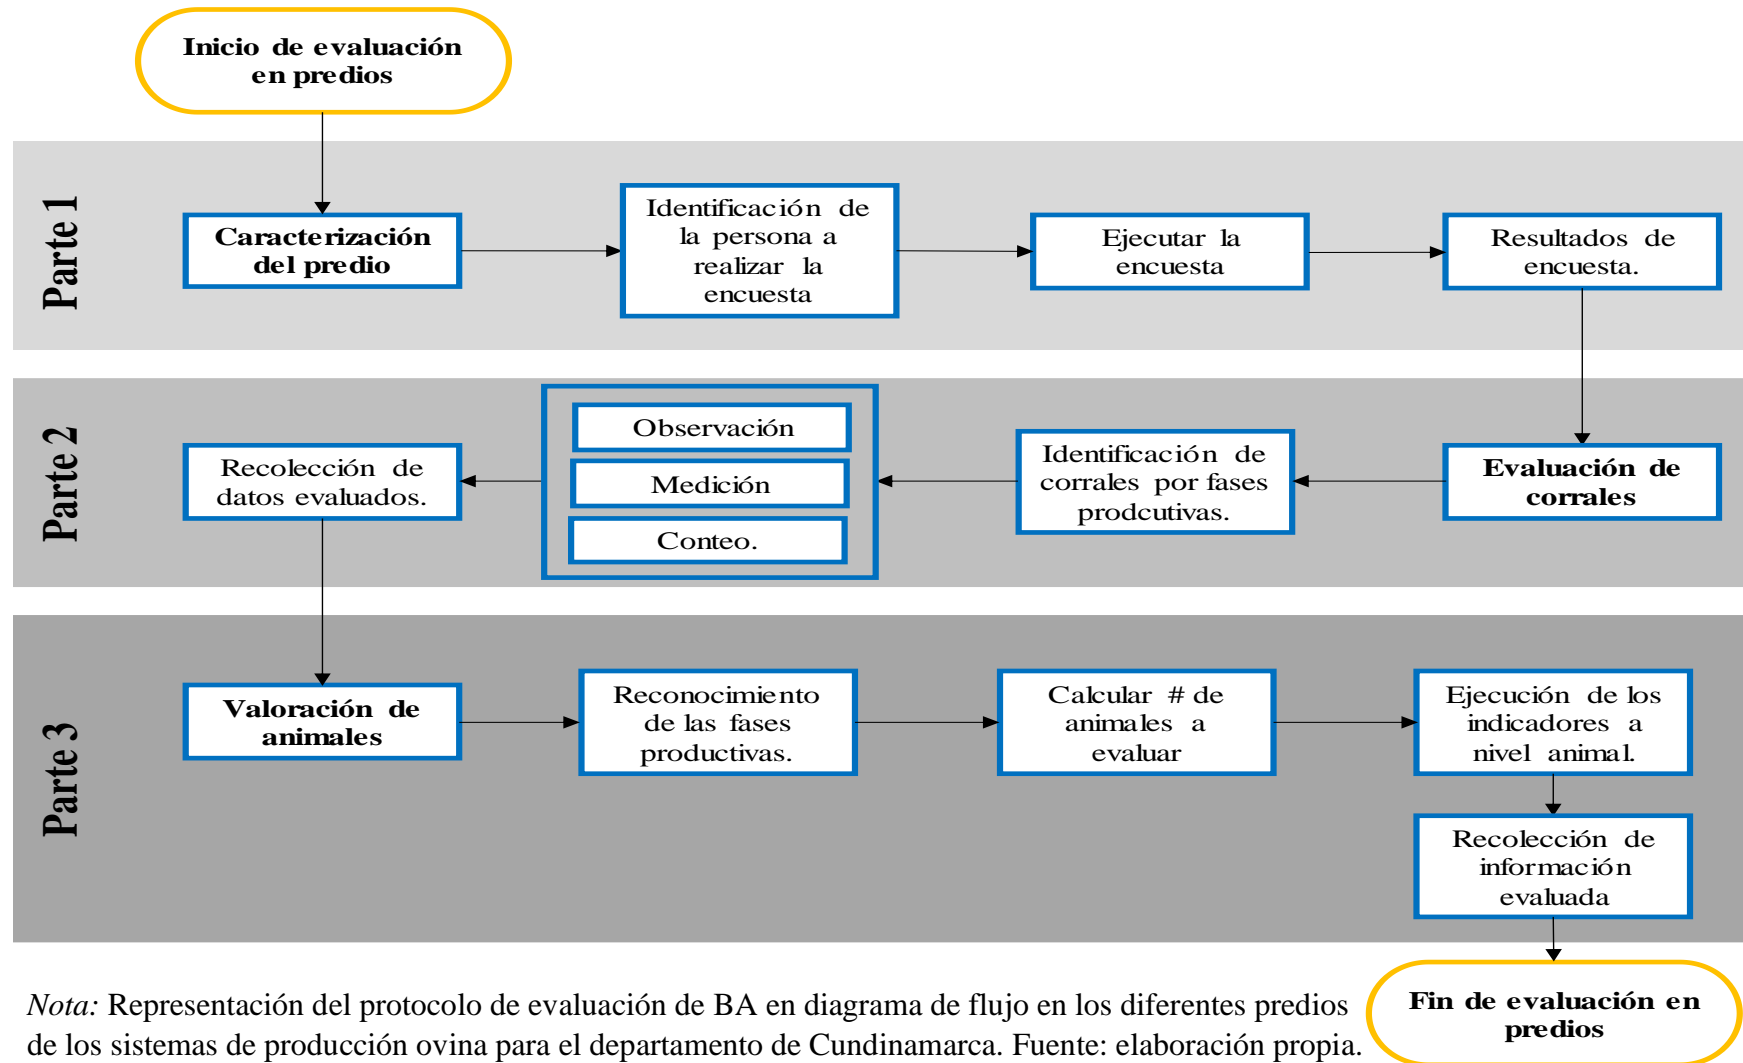 Inicio de evaluación
en predios
Parte 1
Caracterización
del predio
Identificación de
la persona a
realizar la
encuesta
Ejecutar la
encuesta
Resultados de
encuesta.
Parte 2
Evaluación de
corrales
Identificación de
corrales por fases
prodcutivas.
Observación
Medición
Conteo.
Recolección de
datos evaluados.
Parte 3
Valoración de
animales
Reconocimiento
de las fases
productivas.
Calcular # de
animales a
evaluar
Ejecución de los
indicadores a
nivel animal.
Recolección de
información
evaluada
Fin de evaluación en
predios
Nota: Representación del protocolo de evaluación de BA en diagrama de flujo en los diferentes predios
de los sistemas de producción ovina para el departamento de Cundinamarca. Fuente: elaboración propia.